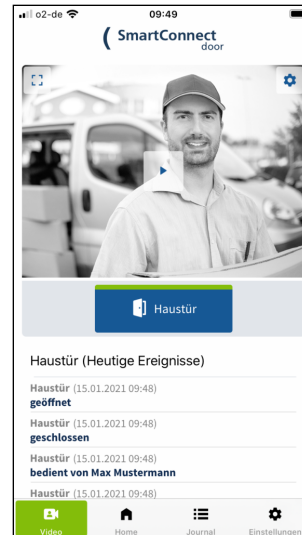 o2-de
09:49
SmartConnect
door
Haustür
Haustür (Heutige Ereignisse)
Haustür (15.01.2021 09:48)
geöffnet
Haustür (15.01.2021 09:48)
geschlossen
Haustür (15.01.2021 09:48)
bedient von Max Mustermann
Haustür (15.01.2021 09:48)
Video Home Journal Einstellungen